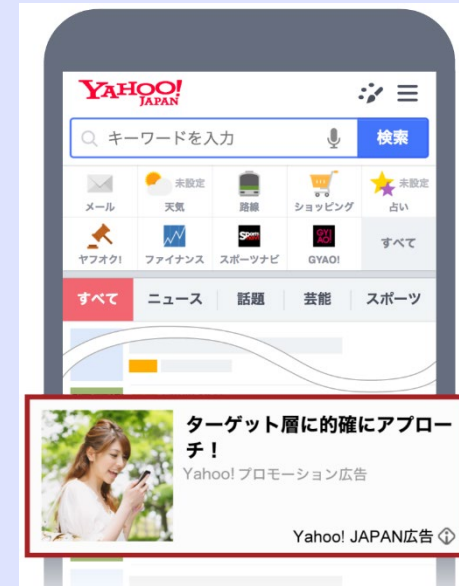 YAHOO!
JAPAN
キーワードを入力
検索
未設定
未設定
メール
天気
路線
ショッピング
占い
Sports
GYAO!
ヤフオク!
ファイナンス
スポーツナビ
GYAO!
すべて
すべて
ニュース
話題
芸能
スポーツ
ターゲット層に的確にアプロー
チ！
Yahoo! プロモーション広告
Yahoo! JAPAN広告